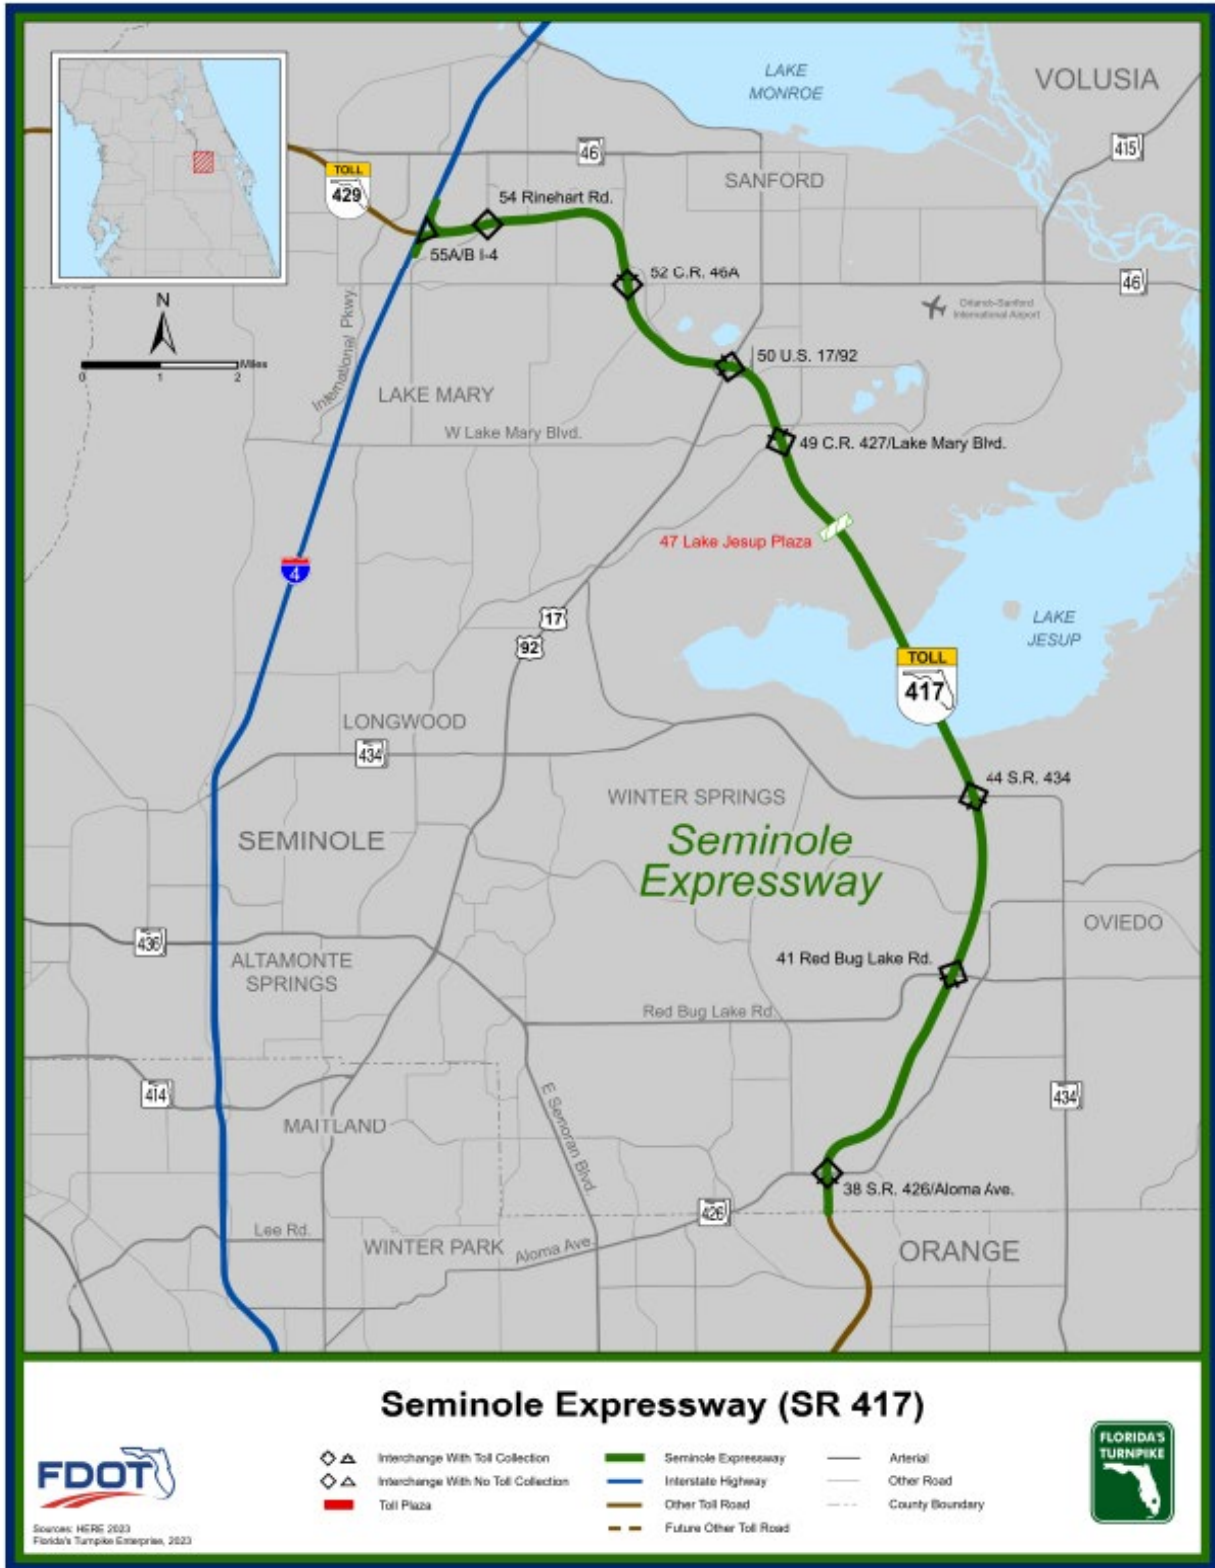 LAKE
MONROE
VOLUSIA
415
46
TOLL
429
SANFORD
54 Rinehart Rd.
55A/B I-4
52 C.R. 46A
46
Orlando-Sanford
International Airport
N
Miles
0 1 2
International Pkwy.
50 U.S. 17/92
LAKE MARY
W Lake Mary Blvd.
49 C.R. 427/Lake Mary Blvd.
47 Lake Jesup Plaza
4
17
92
LAKE
JESUP
TOLL
417
LONGWOOD
434
44 S.R. 434
WINTER SPRINGS
SEMINOLE
Seminole
Expressway
436
OVIEDO
ALTAMONTE
SPRINGS
41 Red Bug Lake Rd.
Red Bug Lake Rd.
414
434
MAITLAND
E Semoran Blvd.
38 S.R. 426/Aloma Ave.
426
Lee Rd.
WINTER PARK
Aloma Ave.
ORANGE
Seminole Expressway (SR 417)
FDOT
Sources: HERE 2023
Florida's Turnpike Enterprise, 2023
Interchange With Toll Collection
Interchange With No Toll Collection
Toll Plaza
Seminole Expressway
Interstate Highway
Other Toll Road
Future Other Toll Road
Arterial
Other Road
County Boundary
FLORIDA'S
TURNPIKE